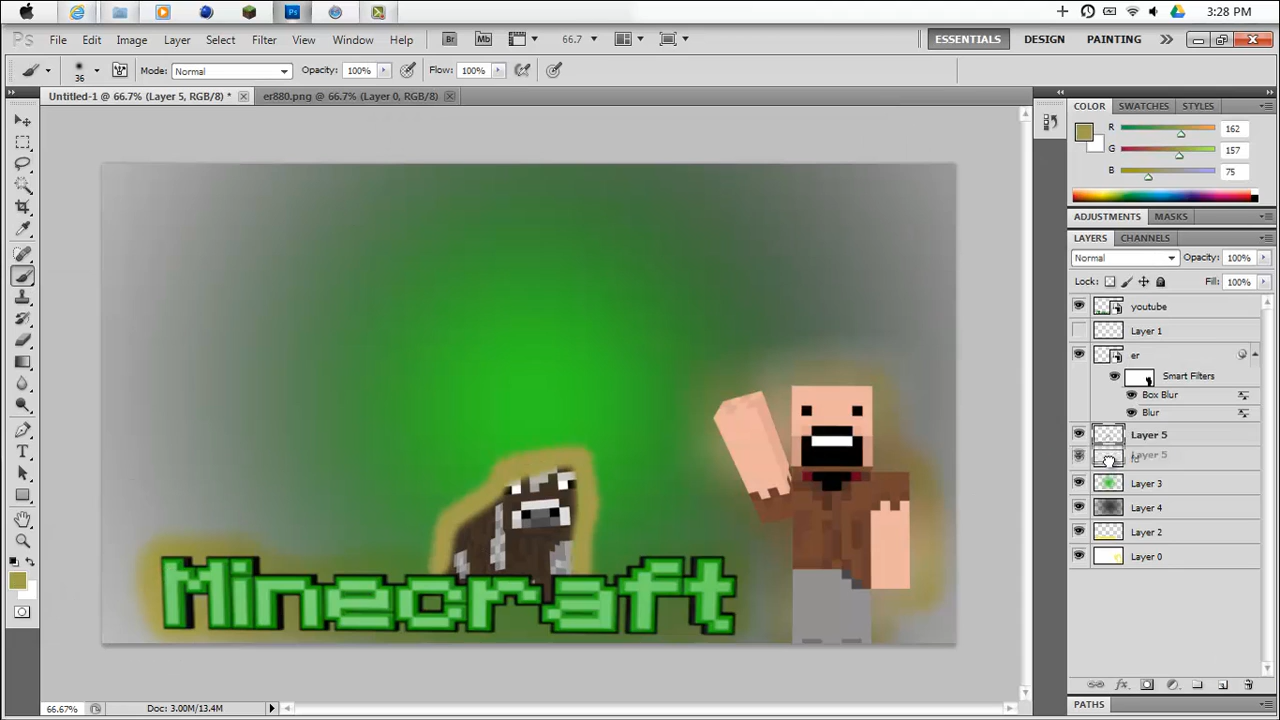 3:28 PM
Ps File Edit Image Layer Select Filter View Window Help Br Mb 66.7 ESSENTIALS DESIGN PAINTING
36 Mode: Normal Opacity: 100% Flow: 100%
Untitled-1 @ 66.7% (Layer 5, RGB/8) * er880.png @ 66.7% (Layer 0, RGB/8)
COLOR SWATCHES STYLES
R 162
G 157
B 75
ADJUSTMENTS MASKS
LAYERS CHANNELS
Normal Opacity: 100%
Lock: Fill: 100%
youtube
Layer 1
er
Smart Filters
Box Blur
Blur
Layer 5
Layer 5
Layer 3
Layer 4
Layer 2
Layer 0
Minecraft
PATHS
66.67% Doc: 3.00M/13.4M